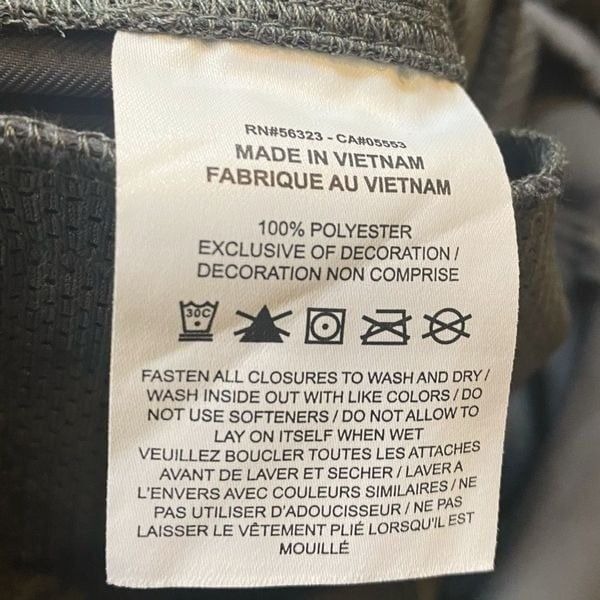 RN#56323 - CA#05553
MADE IN VIETNAM
FABRIQUE AU VIETNAM
100% POLYESTER
EXCLUSIVE OF DECORATION /
DECORATION NON COMPRISE
30C
FASTEN ALL CLOSURES TO WASH AND DRY /
WASH INSIDE OUT WITH LIKE COLORS / DO
NOT USE SOFTENERS / DO NOT ALLOW TO
LAY ON ITSELF WHEN WET
VEUILLEZ BOUCLER TOUTES LES ATTACHES
AVANT DE LAVER ET SECHER / LAVER A
L'ENVERS AVEC COULEURS SIMILAIRES / NE
PAS UTILISER D'ADOUCISSEUR / NE PAS
LAISSER LE VÊTEMENT PLIÉ LORSQU'IL EST
MOUILLÉ